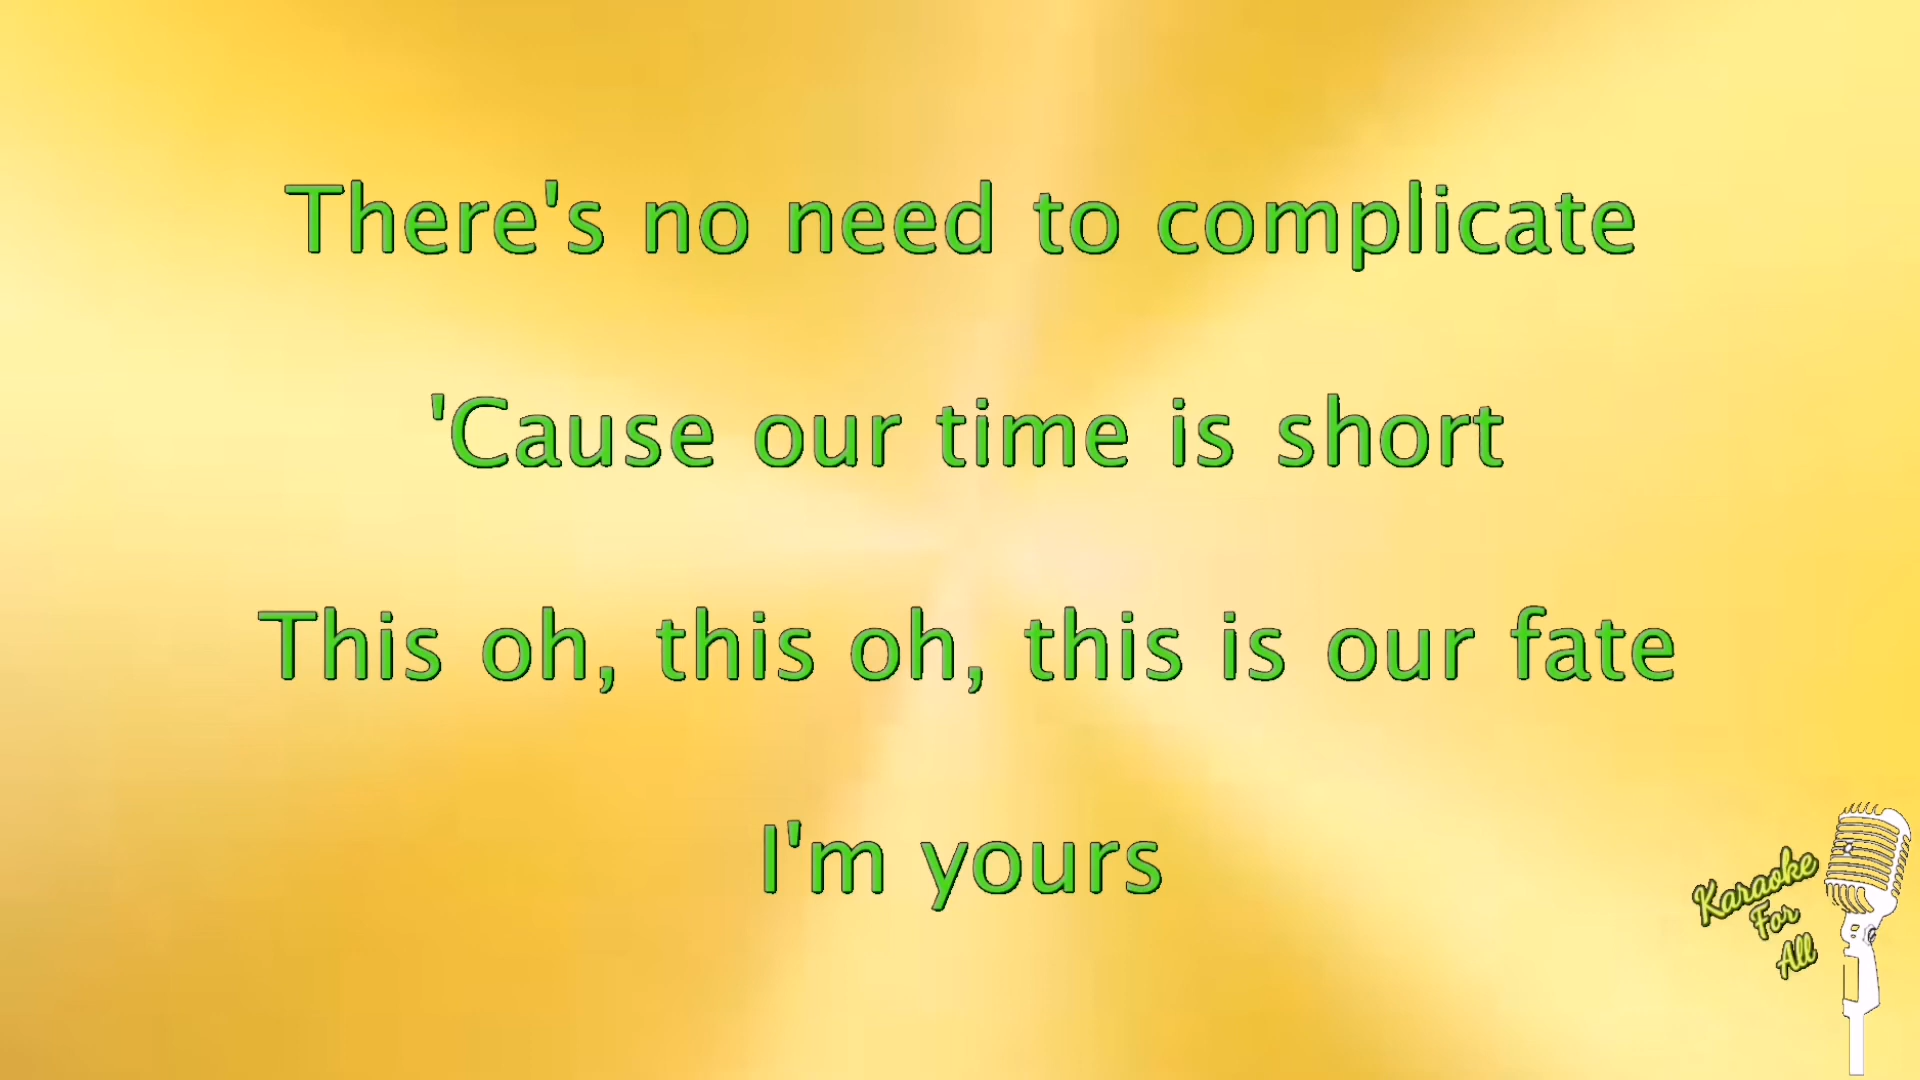 There's no need to complicate
'Cause our time is short
This oh, this oh, this is our fate
I'm yours
Karaoke
For
All